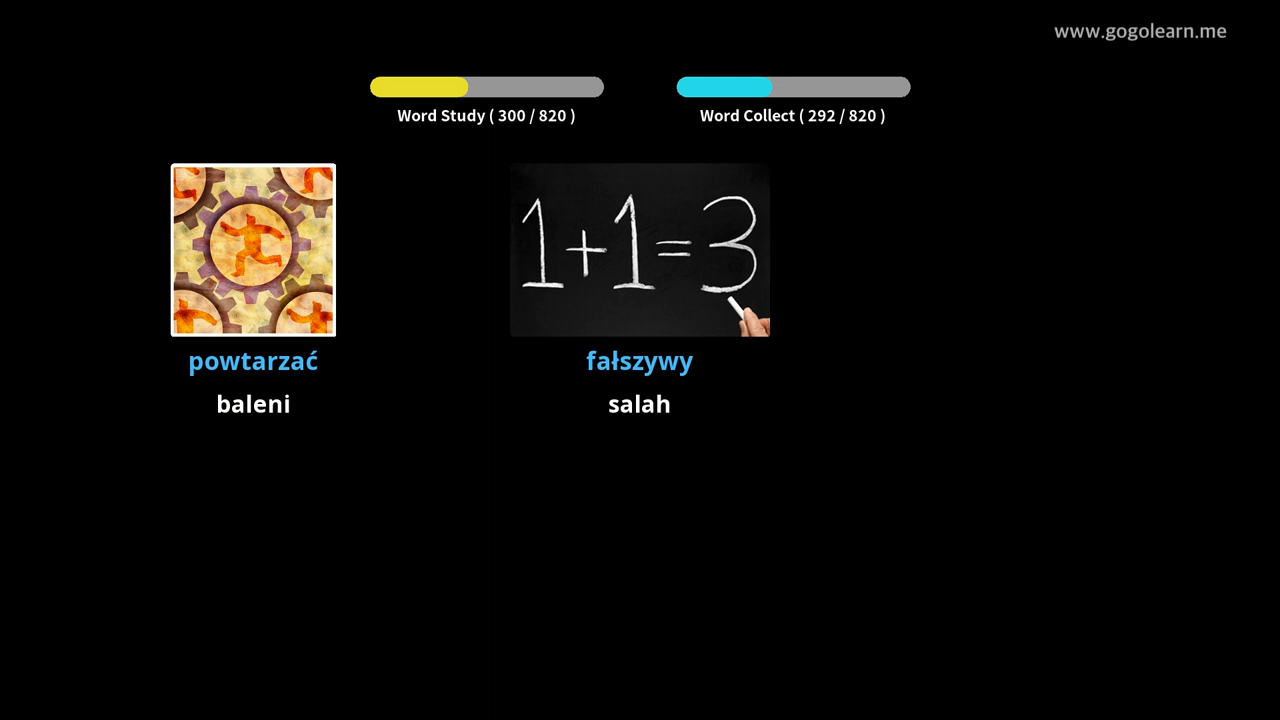 www.gogolearn.me
Word Study ( 300 / 820 )
Word Collect ( 292 / 820 )
1+1=3
powtarzać
fałszywy
baleni
salah